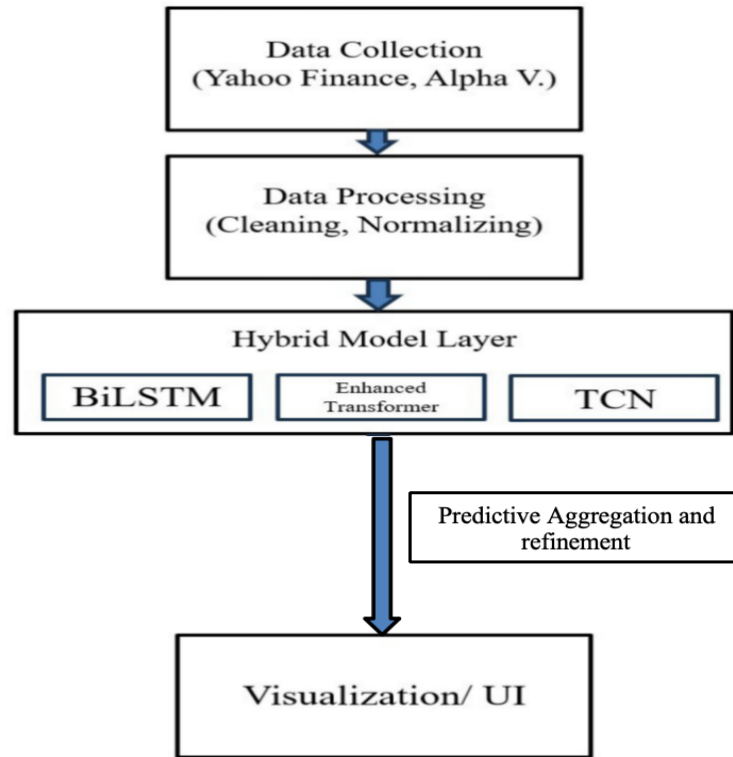 Data Collection
(Yahoo Finance, Alpha V.)
Data Processing
(Cleaning, Normalizing)
Hybrid Model Layer
BiLSTM
Enhanced
Transformer
TCN
Predictive Aggregation and
refinement
Visualization/ UI